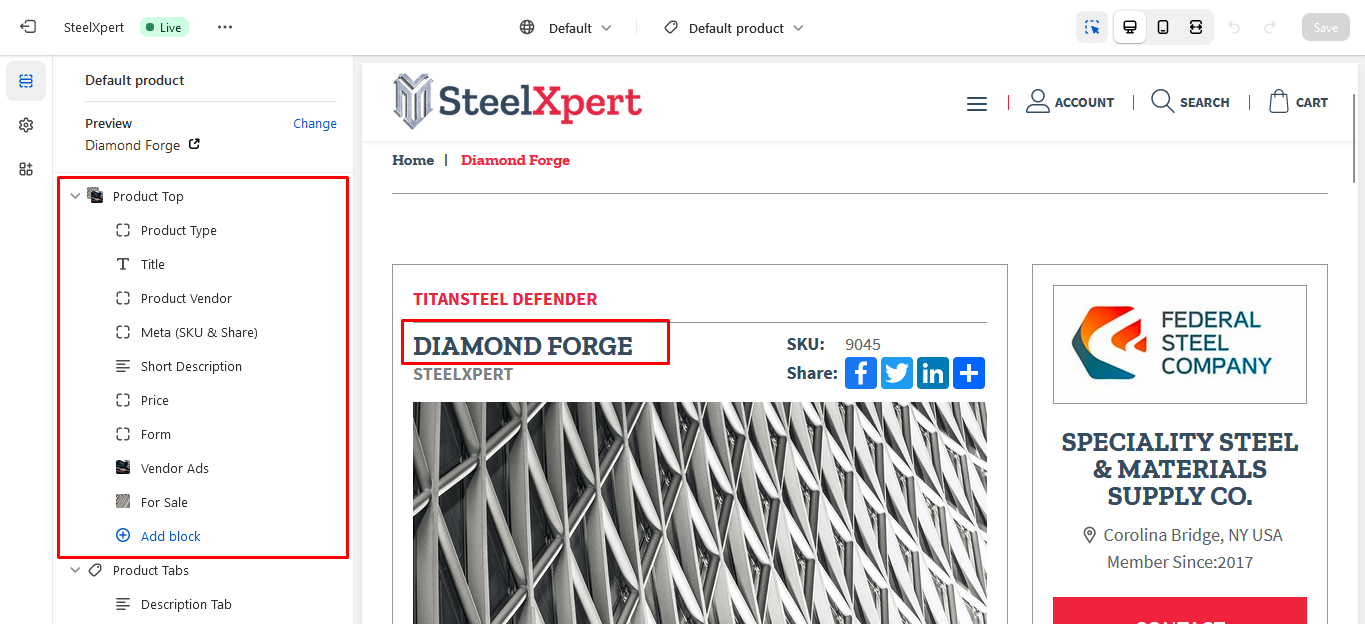 SteelXpert Live Default Default product Save
Default product
Preview Change
Diamond Forge
Product Top
Product Type
Title
Product Vendor
Meta (SKU & Share)
Short Description
Price
Form
Vendor Ads
For Sale
Add block
Product Tabs
Description Tab
SteelXpert
ACCOUNT
SEARCH
CART
Home | Diamond Forge
TITANSTEEL DEFENDER
DIAMOND FORGE
STEELXPERT
SKU: 9045
Share:
FEDERAL
STEEL
COMPANY
SPECIALITY STEEL
& MATERIALS
SUPPLY CO.
Corolina Bridge, NY USA
Member Since:2017
CONTACT